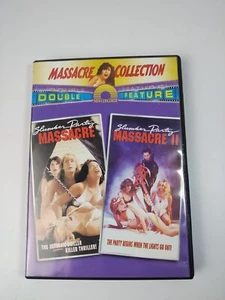 MASSACRE COLLECTION
DOUBLE FEATURE
Slumber Party
MASSACRE
Slumber Party
MASSACRE II
THE PARTY BEGINS WHEN THE LIGHTS GO OUT!